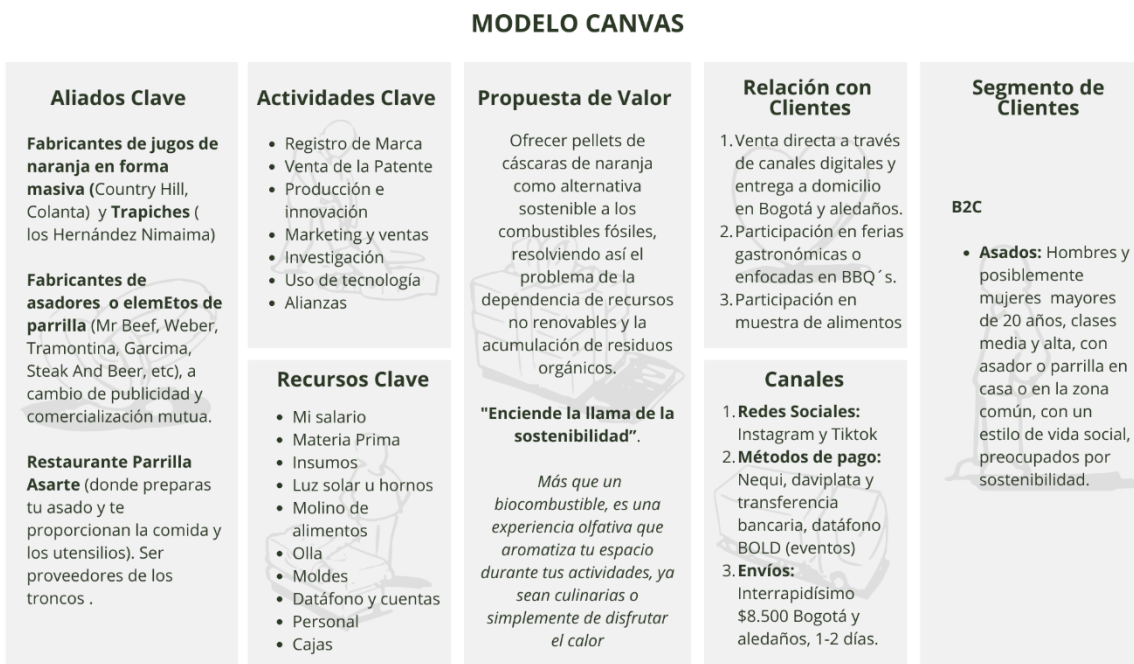 MODELO CANVAS
Aliados Clave
Fabricantes de jugos de
naranja en forma
masiva (Country Hill,
Colanta)  y Trapiches (
los Hernández Nimaima)
Fabricantes de
asadores  o elemEtos de
parrilla (Mr Beef, Weber,
Tramontina, Garcima,
Steak And Beer, etc), a
cambio de publicidad y
comercialización mutua.
Restaurante Parrilla
Asarte (donde preparas
tu asado y te
proporcionan la comida y
los utensilios). Ser
proveedores de los
troncos .
Actividades Clave
• Registro de Marca
• Venta de la Patente
• Producción e
innovación
• Marketing y ventas
• Investigación
• Uso de tecnología
• Alianzas
Recursos Clave
• Mi salario
• Materia Prima
• Insumos
• Luz solar u hornos
• Molino de
alimentos
• Olla
• Moldes
• Datáfono y cuentas
• Personal
• Cajas
Propuesta de Valor
Ofrecer pellets de
cáscaras de naranja
como alternativa
sostenible a los
combustibles fósiles,
resolviendo así el
problema de la
dependencia de recursos
no renovables y la
acumulación de residuos
orgánicos.
"Enciende la llama de la
sostenibilidad”.
Más que un
biocombustible, es una
experiencia olfativa que
aromatiza tu espacio
durante tus actividades, ya
sean culinarias o
simplemente de disfrutar
el calor
Relación con
Clientes
1. Venta directa a través
de canales digitales y
entrega a domicilio
en Bogotá y aledaños.
2. Participación en ferias
gastronómicas o
enfocadas en BBQ´s.
3. Participación en
muestra de alimentos
Canales
1. Redes Sociales:
Instagram y Tiktok
2. Métodos de pago:
Nequi, daviplata y
transferencia
bancaria, datáfono
BOLD (eventos)
3. Envíos:
Interrapidísimo
$8.500 Bogotá y
aledaños, 1-2 días.
Segmento de
Clientes
B2C
• Asados: Hombres y
posiblemente
mujeres  mayores
de 20 años, clases
media y alta, con
asador o parrilla en
casa o en la zona
común, con un
estilo de vida social,
preocupados por
sostenibilidad.